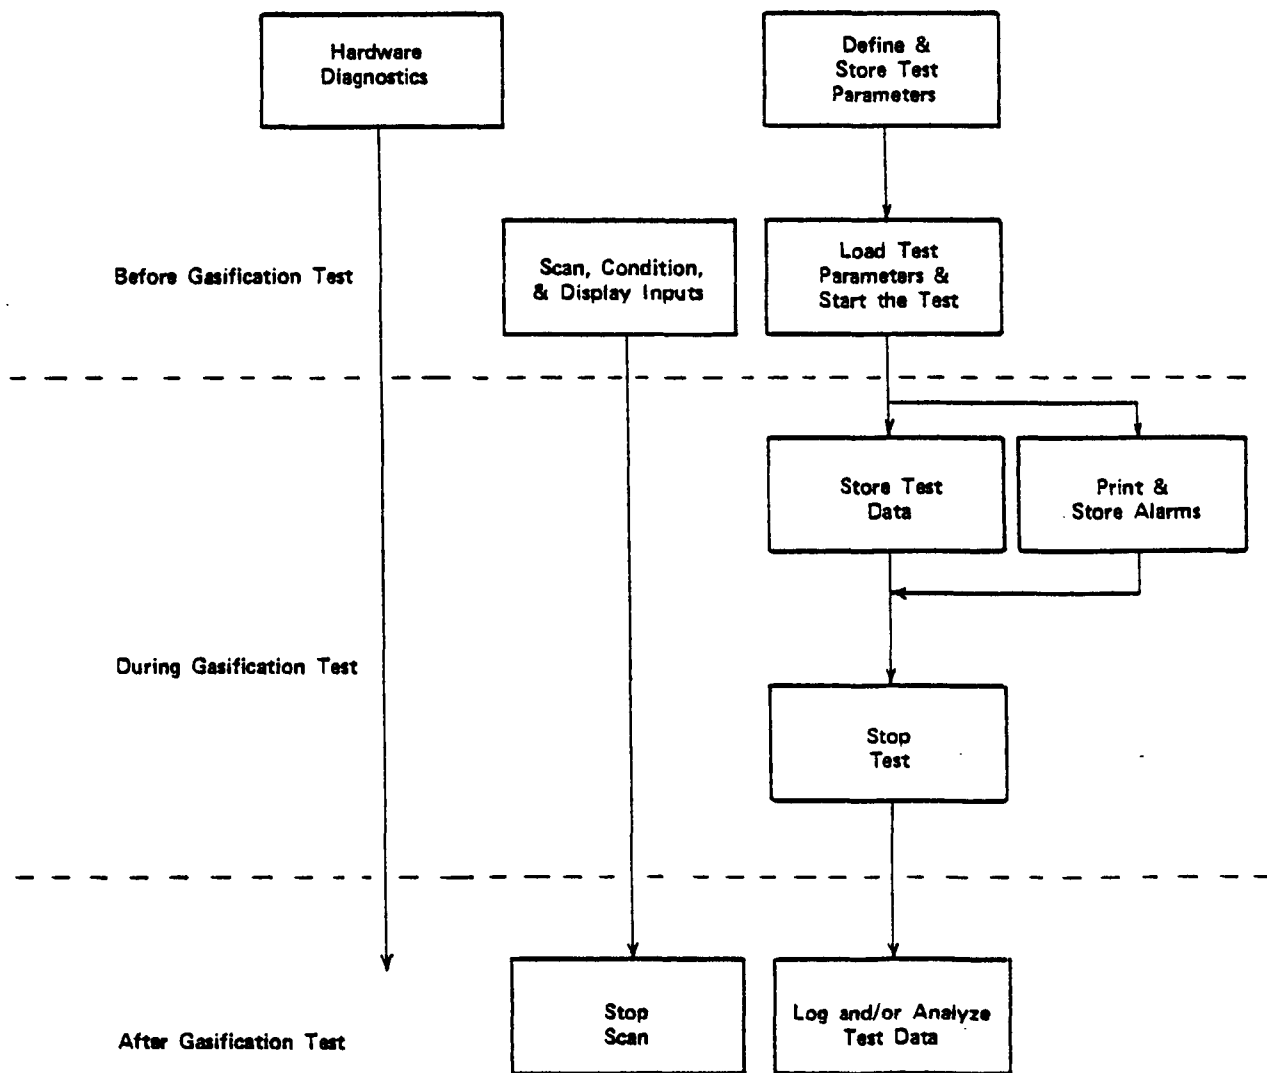 Hardware
Diagnostics
Define &
Store Test
Parameters
Before Gasification Test
Scan, Condition,
& Display Inputs
Load Test
Parameters &
Start the Test
Store Test
Data
Print &
Store Alarms
During Gasification Test
Stop
Test
After Gasification Test
Stop
Scan
Log and/or Analyze
Test Data